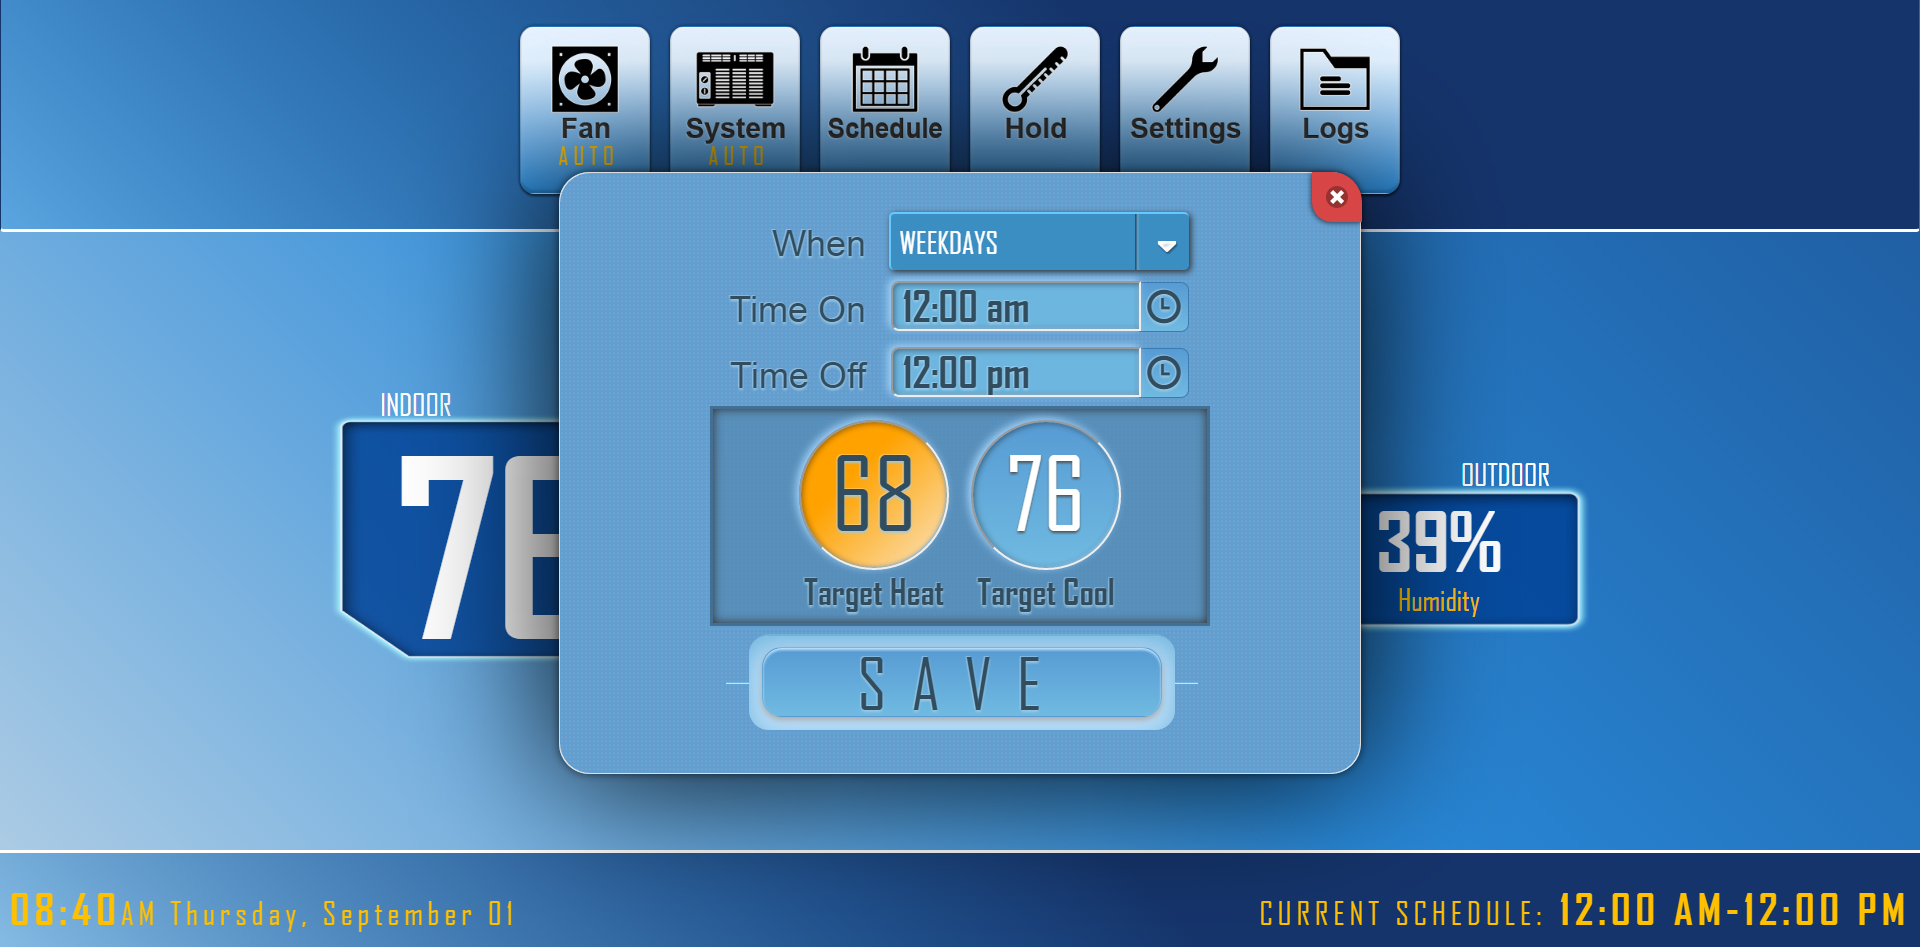 Fan
AUTO
System
AUTO
Schedule
Hold
Settings
Logs
When
WEEKDAYS
Time On
12:00 am
Time Off
12:00 pm
INDOOR
OUTDOOR
68
76
39%
Humidity
Target Heat
Target Cool
SAVE
08:40AM Thursday, September 01
CURRENT SCHEDULE: 12:00 AM-12:00 PM